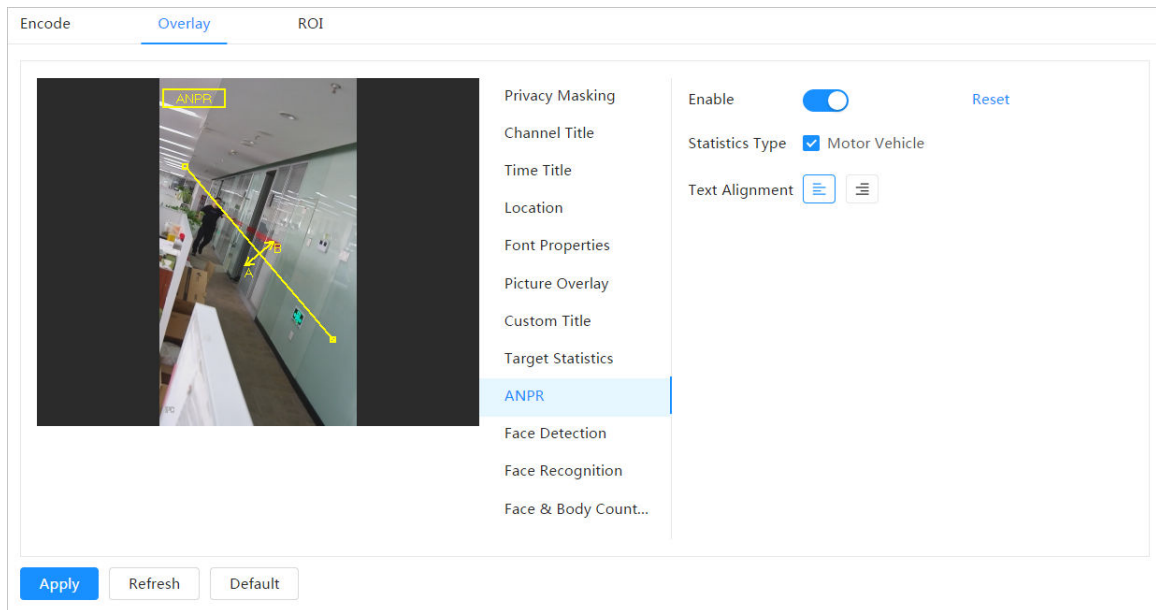 Encode Overlay ROI
ANPR
B
A
Privacy Masking
Channel Title
Time Title
Location
Font Properties
Picture Overlay
Custom Title
Target Statistics
ANPR
Face Detection
Face Recognition
Face & Body Count...
Enable Reset
Statistics Type Motor Vehicle
Text Alignment
Apply Refresh Default